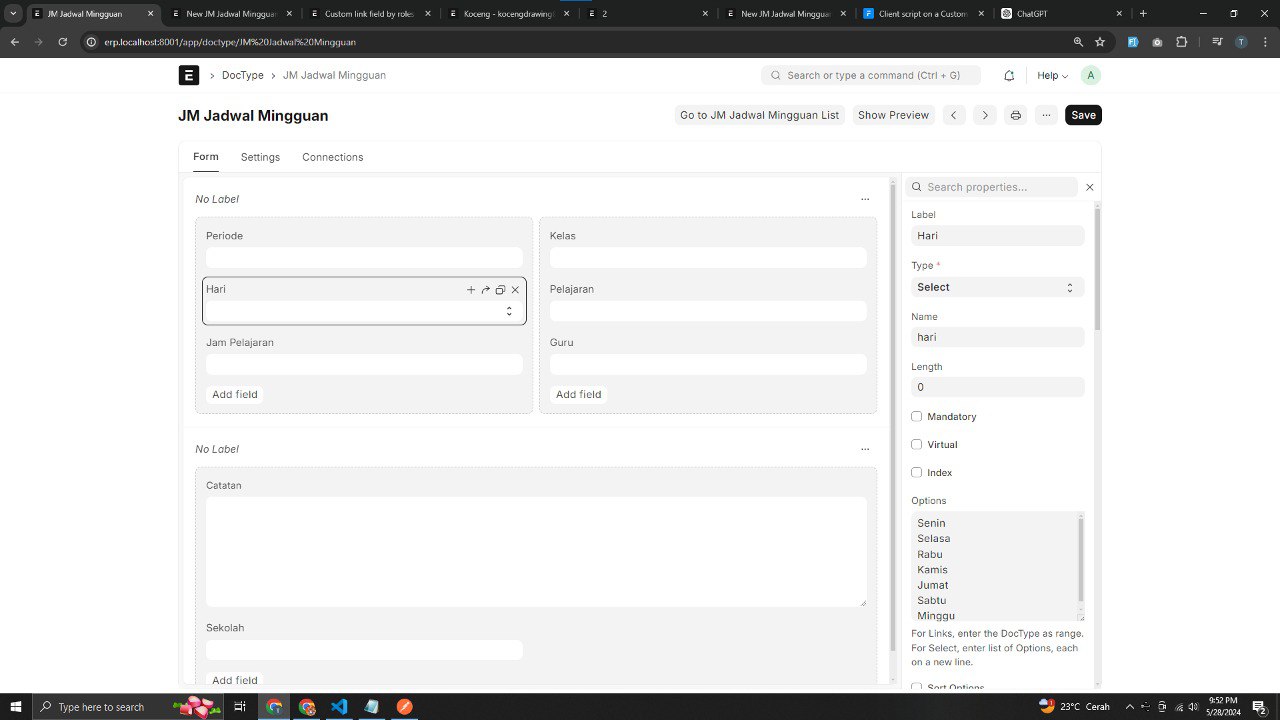 JM Jadwal Mingguan
New JM Jadwal Minggua
Custom link field by roles
Koceng - kocengdrawing
2
New JM Jadwal Mingguan
Client script on a Custom
ChatGPT
erp.localhost:8001/app/doctype/JM%20Jadwal%20Mingguan
T
E
DocType
JM Jadwal Mingguan
Search or type a command (Ctrl + G)
Help
A
JM Jadwal Mingguan
Go to JM Jadwal Mingguan List
Show Preview
Save
Form
Settings
Connections
No Label
Periode
Hari
Jam Pelajaran
Add field
Kelas
Pelajaran
Guru
Add field
No Label
Catatan
Sekolah
Add field
Search properties...
Label
Hari
Type *
Select
Name
hari
Length
0
Mandatory
Virtual
Index
Options
Senin
Selasa
Rabu
Kamis
Jumat
Sabtu
Minggu
For Links, enter the DocType as range.
For Select, enter list of Options, each
on a new line.
Sort Options
Type here to search
23°C Cerah
9:52 PM
5/28/2024
2